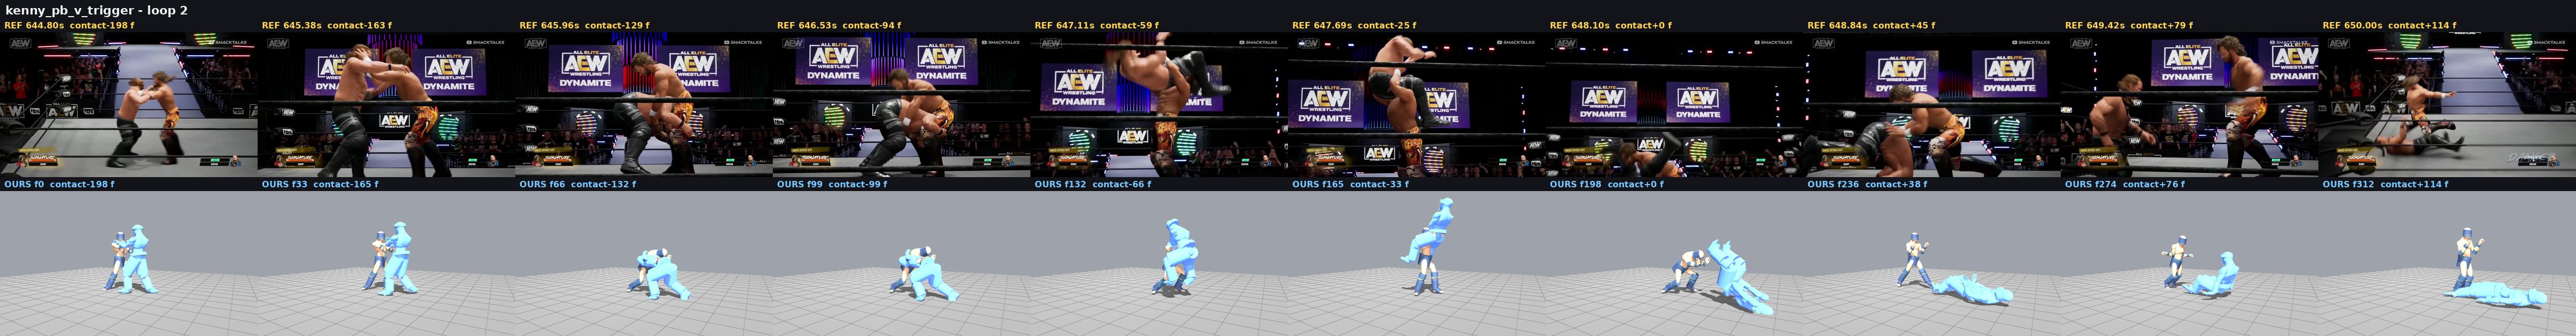 kenny_pb_v_trigger - loop 2
REF 644.80s contact-198 f
REF 645.38s contact-163 f
REF 645.96s contact-129 f
REF 646.53s contact-94 f
REF 647.11s contact-59 f
REF 647.69s contact-25 f
REF 648.10s contact+0 f
REF 648.84s contact+45 f
REF 649.42s contact+79 f
REF 650.00s contact+114 f
AEW
SMACKTALKS
ALL ELITE
AEW
WRESTLING
DYNAMITE
SIGNATURE
OURS f0 contact-198 f
OURS f33 contact-165 f
OURS f66 contact-132 f
OURS f99 contact-99 f
OURS f132 contact-66 f
OURS f165 contact-33 f
OURS f198 contact+0 f
OURS f236 contact+38 f
OURS f274 contact+76 f
OURS f312 contact+114 f